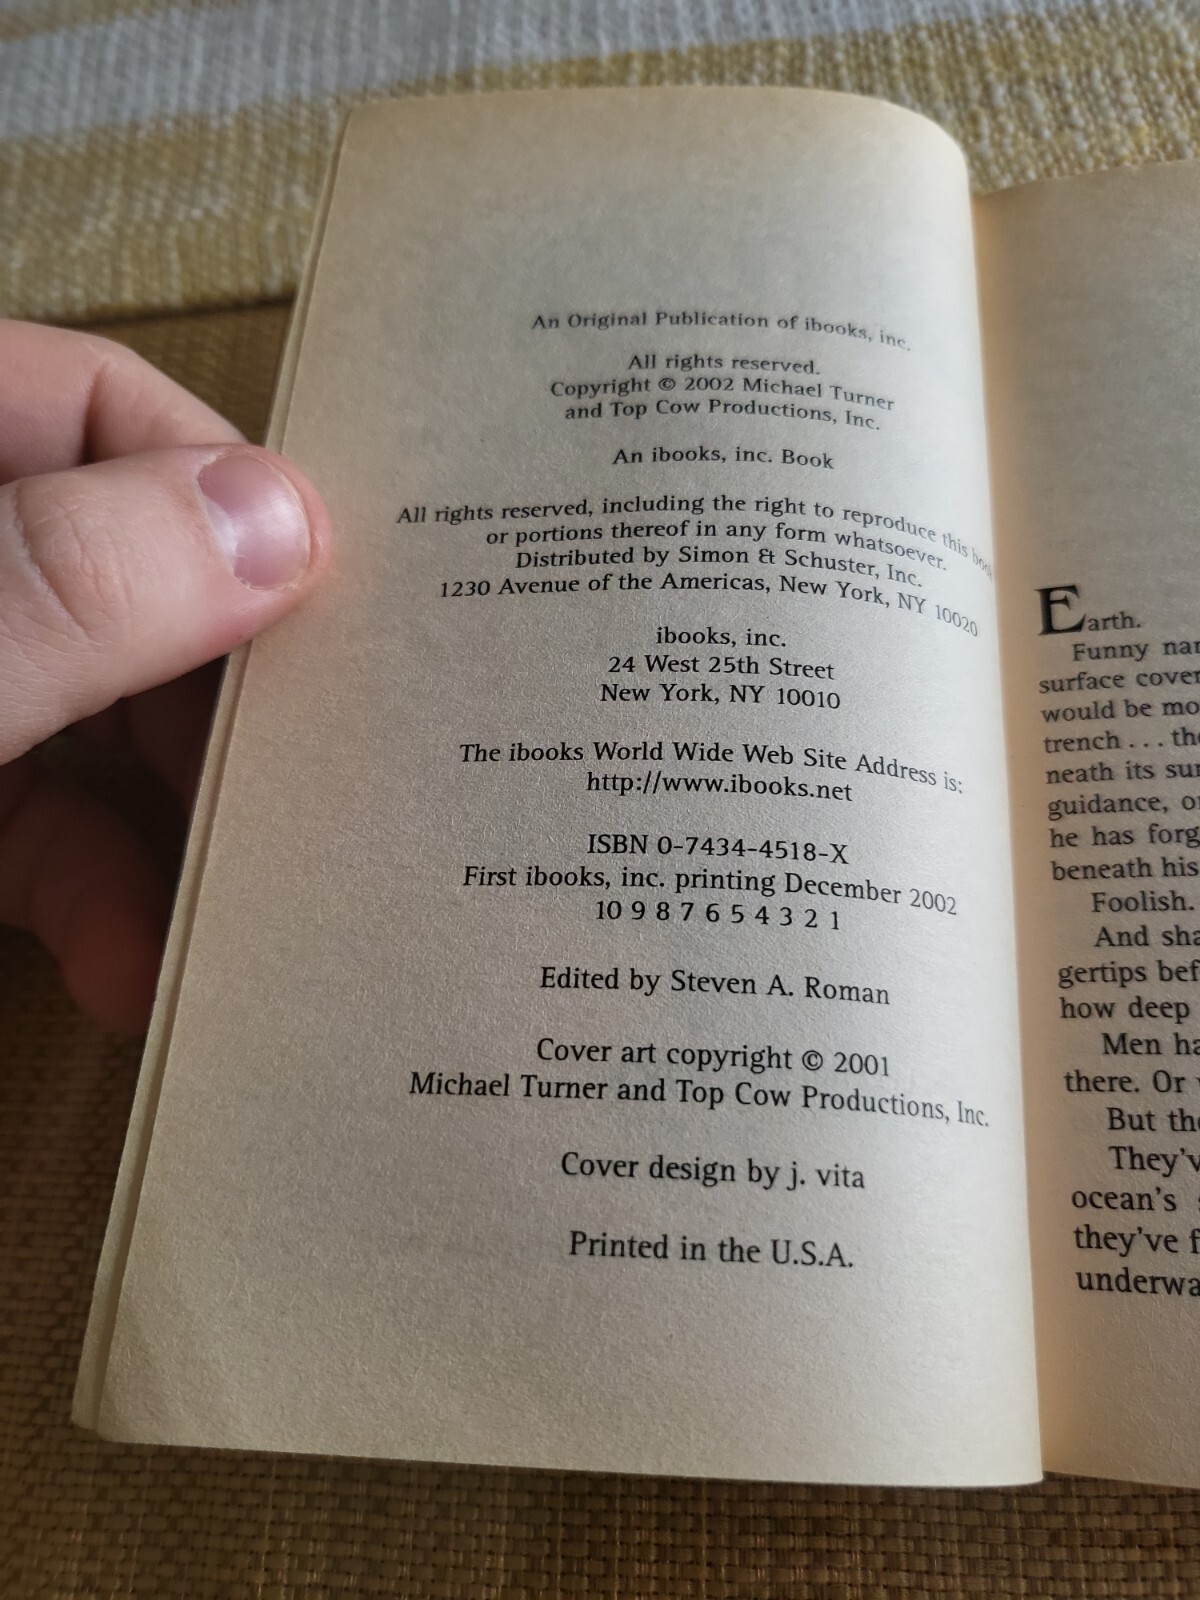 An Original Publication of ibooks, inc.
All rights reserved.
Copyright © 2002 Michael Turner
and Top Cow Productions, Inc.
An ibooks, inc. Book
All rights reserved, including the right to reproduce this book
or portions thereof in any form whatsoever.
Distributed by Simon & Schuster, Inc.
1230 Avenue of the Americas, New York, NY 10020
ibooks, inc.
24 West 25th Street
New York, NY 10010
The ibooks World Wide Web Site Address is:
http://www.ibooks.net
ISBN 0-7434-4518-X
First ibooks, inc. printing December 2002
10 9 8 7 6 5 4 3 2 1
Edited by Steven A. Roman
Cover art copyright © 2001
Michael Turner and Top Cow Productions, Inc.
Cover design by j. vita
Printed in the U.S.A.
Earth.
Funny
surface
would be
trench . . .
neath its
guidance,
he has
beneath his
Foolish.
And
gertips
how deep
Men
there. Or
But
They'v
ocean's
they've